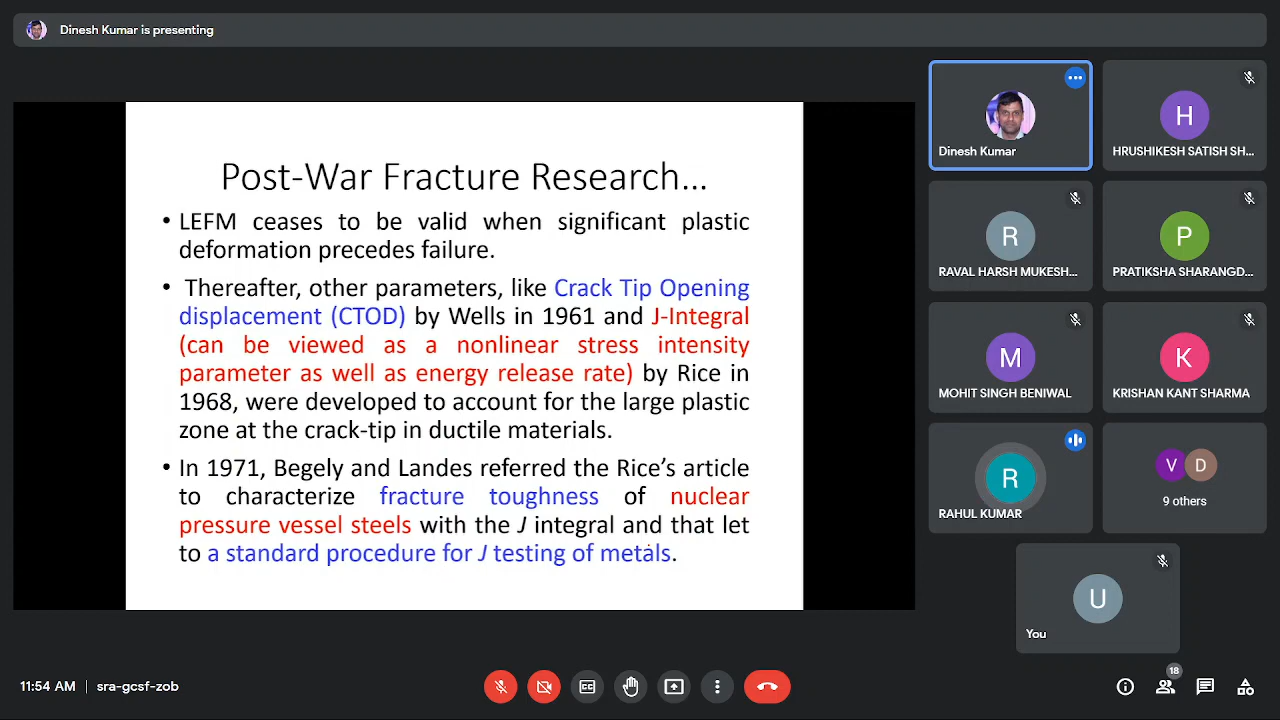 Dinesh Kumar is presenting
Post-War Fracture Research...
• LEFM ceases to be valid when significant plastic
deformation precedes failure.
• Thereafter, other parameters, like Crack Tip Opening
displacement (CTOD) by Wells in 1961 and J-Integral
(can be viewed as a nonlinear stress intensity
parameter as well as energy release rate) by Rice in
1968, were developed to account for the large plastic
zone at the crack-tip in ductile materials.
• In 1971, Begely and Landes referred the Rice's article
to characterize fracture toughness of nuclear
pressure vessel steels with the J integral and that let
to a standard procedure for J testing of metals.
Dinesh Kumar
H
HRUSHIKESH SATISH SH...
R
RAVAL HARSH MUKESH...
P
PRATIKSHA SHARANGD...
M
MOHIT SINGH BENIWAL
K
KRISHAN KANT SHARMA
R
RAHUL KUMAR
V D
9 others
U
You
11:54 AM | sra-gcsf-zob
CC
18